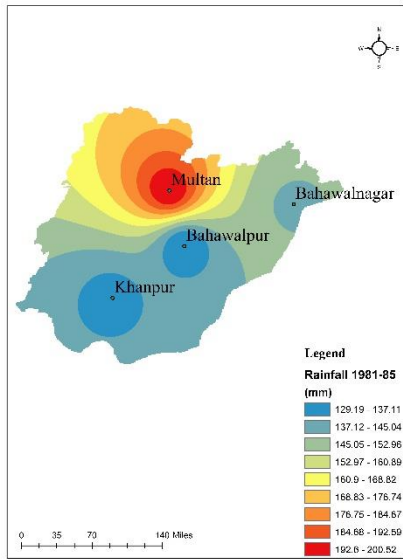 N
W E
S
Multan
Bahawalnagar
Bahawalpur
Khanpur
Legend
Rainfall 1981-85
(mm)
129.19 - 137.11
137.12 - 145.04
145.05 - 152.96
152.97 - 160.89
160.9 - 168.82
168.83 - 176.74
176.75 - 184.67
184.68 - 192.59
192.6 - 200.52
0 35 70 140 Miles